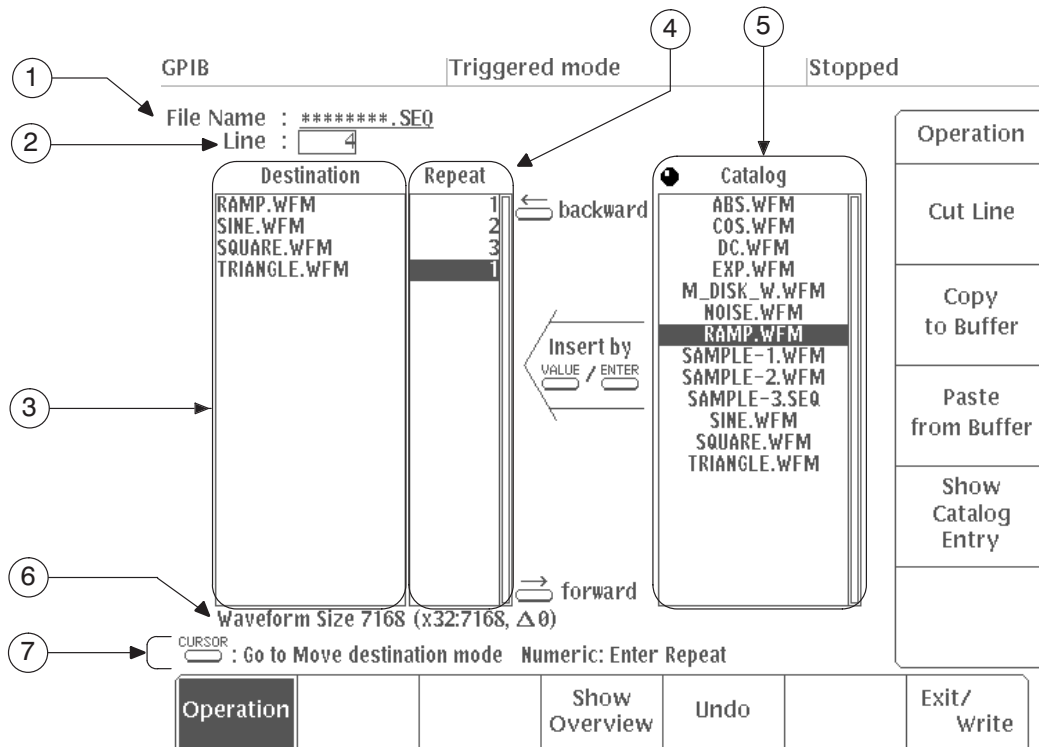 4 5
GPIB Triggered mode Stopped
1
File Name : ********.SEQ
2
Line : 4
Operation
Destination Repeat Catalog
RAMP.WFM 1
SINE.WFM 2
SQUARE.WFM 3
TRIANGLE.WFM 1
← backward
ABS.WFM
COS.WFM
DC.WFM
EXP.WFM
M_DISK_W.WFM
NOISE.WFM
RAMP.WFM
SAMPLE-1.WFM
SAMPLE-2.WFM
SAMPLE-3.SEQ
SINE.WFM
SQUARE.WFM
TRIANGLE.WFM
Cut Line
Copy
to Buffer
Insert by
VALUE / ENTER
3
Paste
from Buffer
Show
Catalog
Entry
6
→ forward
Waveform Size 7168 (x32:7168, Δ0)
7
CURSOR
: Go to Move destination mode Numeric: Enter Repeat
Operation
Show
Overview
Undo
Exit/
Write